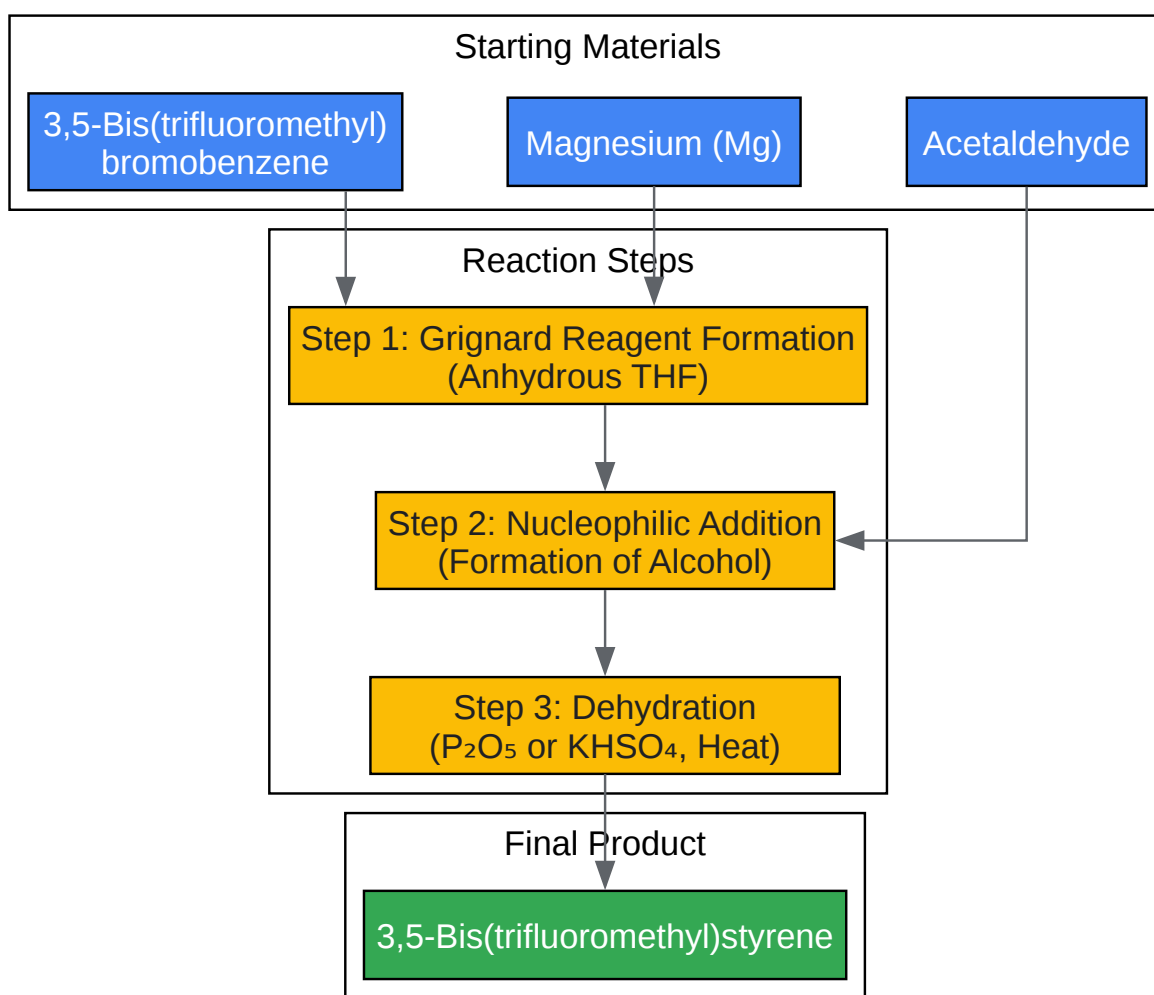 Starting Materials
3,5-Bis(trifluoromethyl)
bromobenzene
Magnesium (Mg)
Acetaldehyde
Reaction Steps
Step 1: Grignard Reagent Formation
(Anhydrous THF)
Step 2: Nucleophilic Addition
(Formation of Alcohol)
Step 3: Dehydration
(P₂O₅ or KHSO₄, Heat)
Final Product
3,5-Bis(trifluoromethyl)styrene